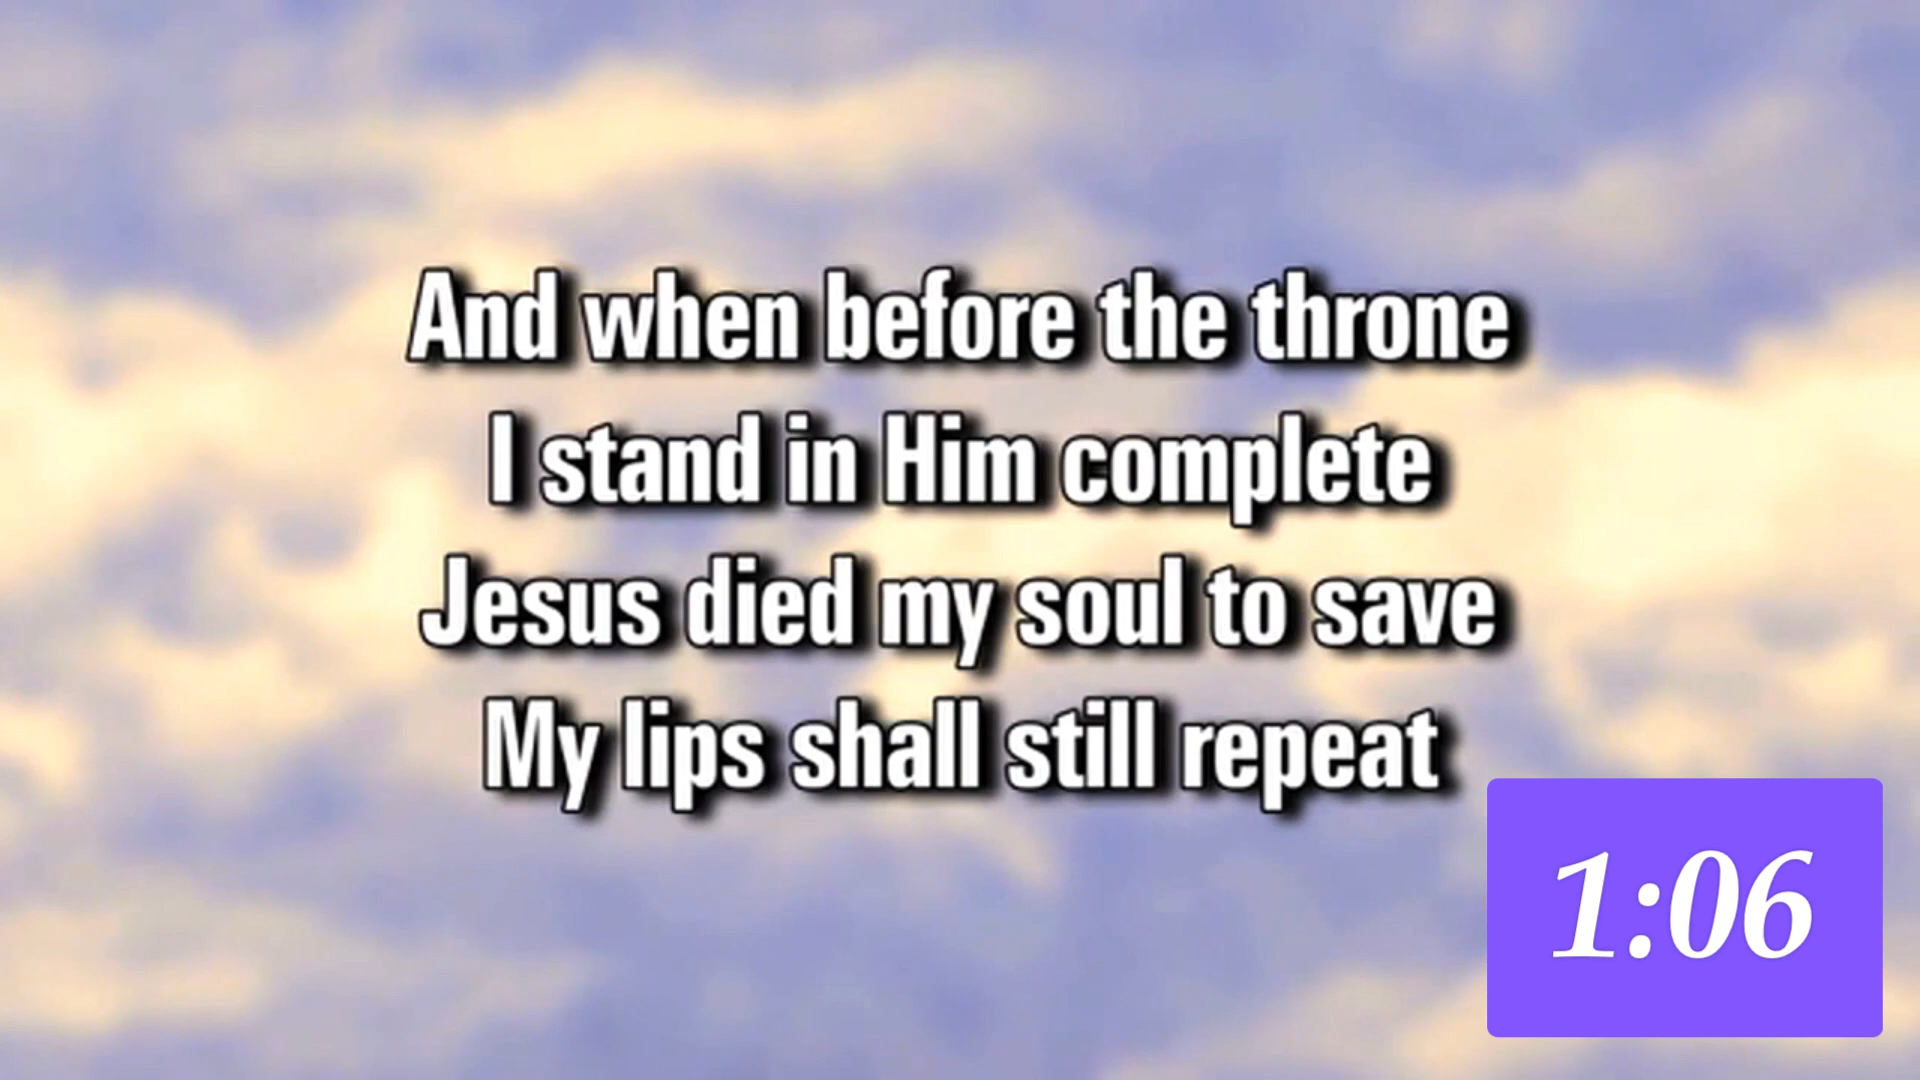 And when before the throne
I stand in Him complete
Jesus died my soul to save
My lips shall still repeat
1:06